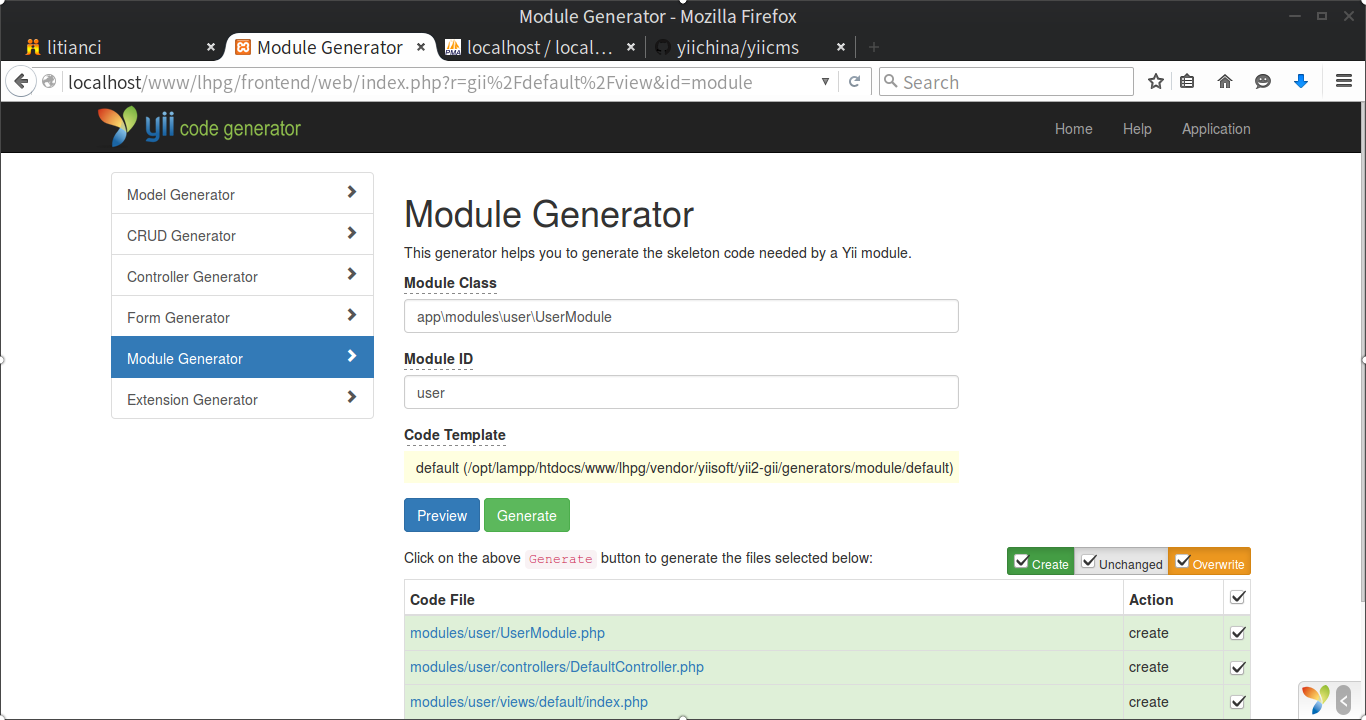 Module Generator - Mozilla Firefox
litianci
Module Generator
localhost / local...
yiichina/yiicms
localhost/www/lhpg/frontend/web/index.php?r=gii%2Fdefault%2Fview&id=module
Search
yii code generator
Home
Help
Application
Model Generator
CRUD Generator
Controller Generator
Form Generator
Module Generator
Extension Generator
Module Generator
This generator helps you to generate the skeleton code needed by a Yii module.
Module Class
app\modules\user\UserModule
Module ID
user
Code Template
default (/opt/lampp/htdocs/www/lhpg/vendor/yiisoft/yii2-gii/generators/module/default)
Preview
Generate
Click on the above Generate button to generate the files selected below:
Create
Unchanged
Overwrite
Code File
Action
modules/user/UserModule.php
create
modules/user/controllers/DefaultController.php
create
modules/user/views/default/index.php
create